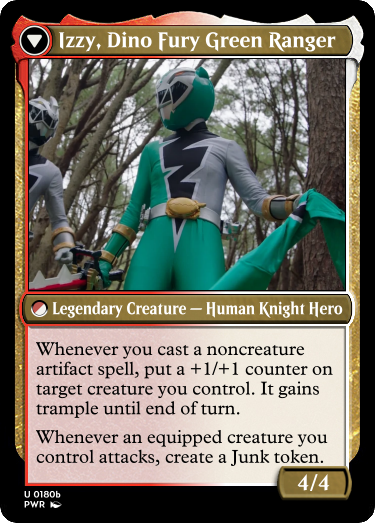 Izzy, Dino Fury Green Ranger
Legendary Creature — Human Knight Hero
Whenever you cast a noncreature
artifact spell, put a +1/+1 counter on
target creature you control. It gains
trample until end of turn.
Whenever an equipped creature you
control attacks, create a Junk token.
4/4
U 0180b
PWR